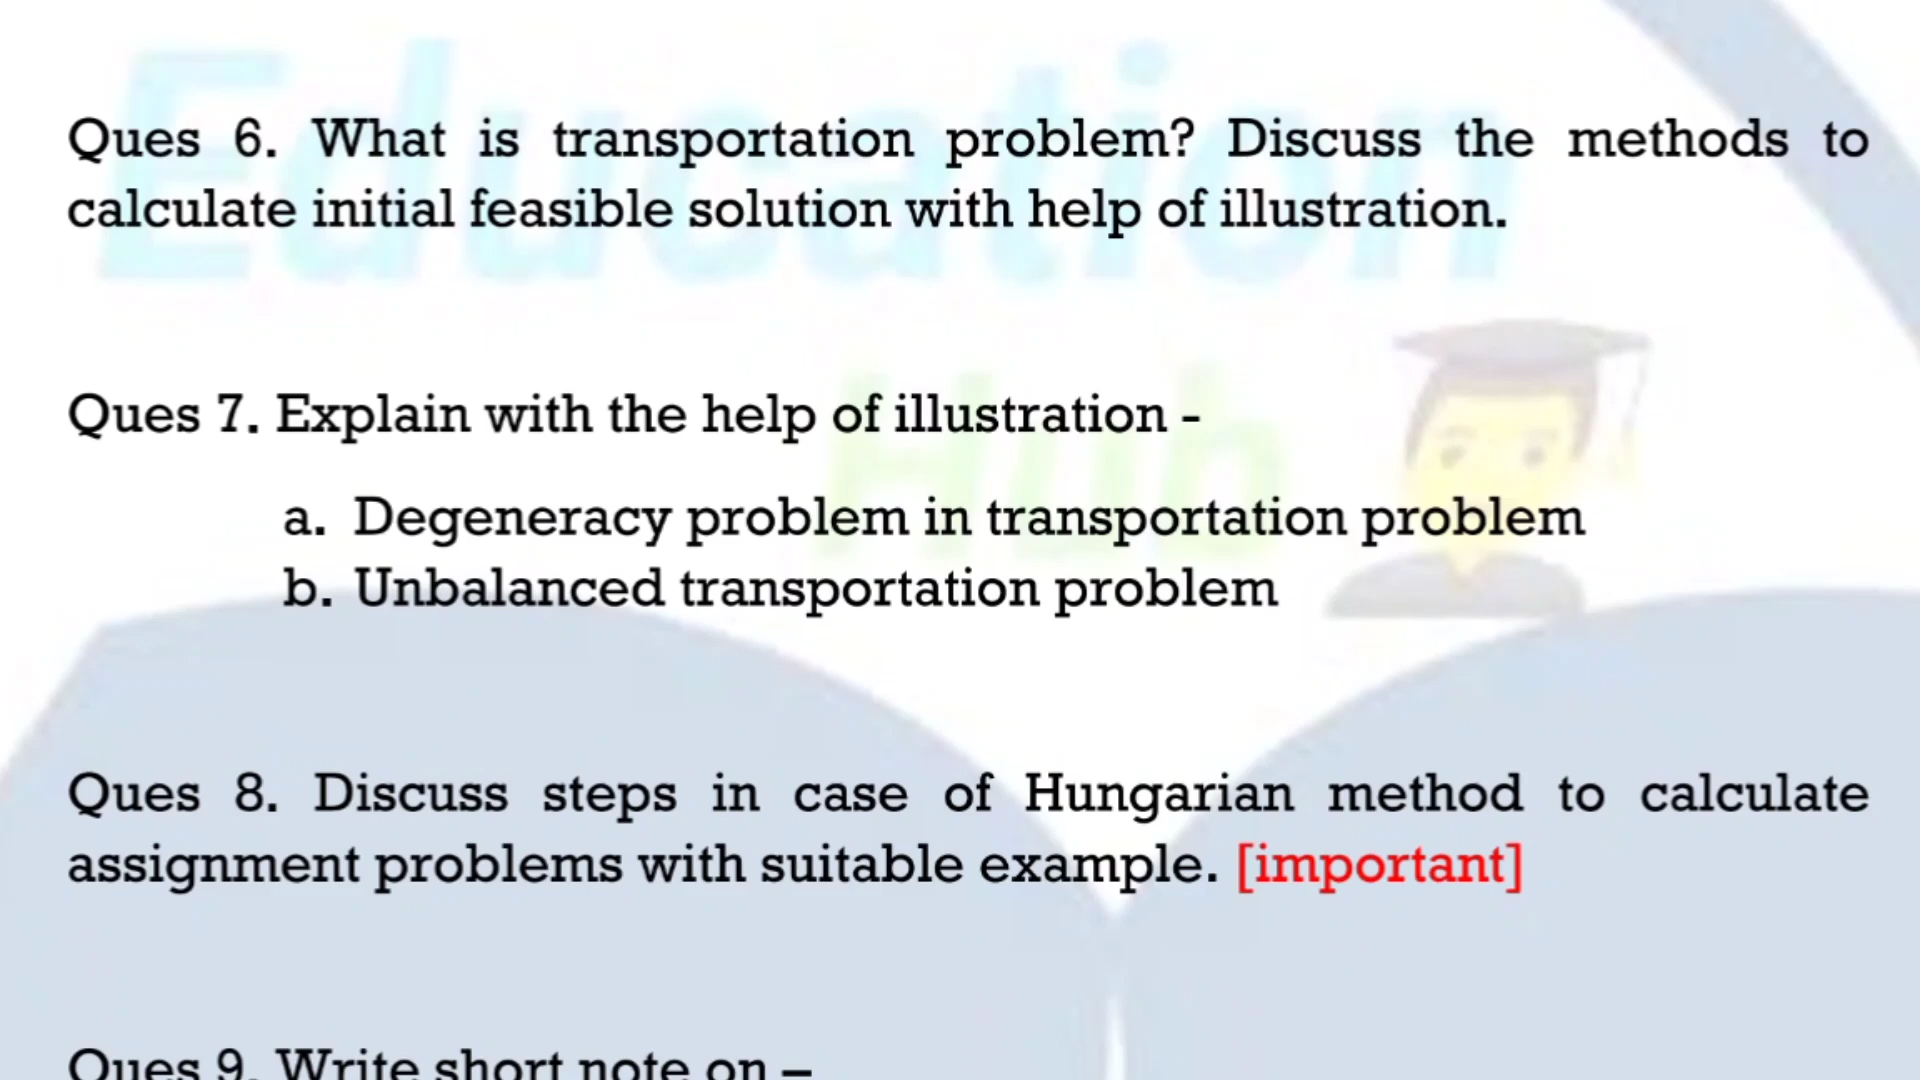 Education
Ques 6. What is transportation problem? Discuss the methods to
calculate initial feasible solution with help of illustration.
Hub
Ques 7. Explain with the help of illustration -
a. Degeneracy problem in transportation problem
b. Unbalanced transportation problem
Ques 8. Discuss steps in case of Hungarian method to calculate
assignment problems with suitable example. [important]
Ques 9. Write short note on –